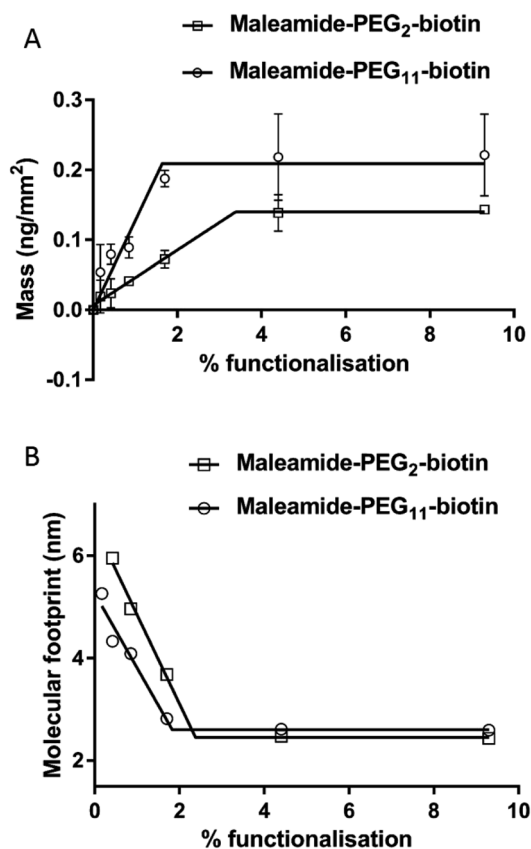 A
Maleamide-PEG2-biotin
Maleamide-PEG11-biotin
0.3
0.2
0.1
0.0
-0.1
Mass (ng/mm2)
2
4
6
8
10
% functionalisation
B
Maleamide-PEG2-biotin
Maleamide-PEG11-biotin
6
4
2
Molecular footprint (nm)
0
2
4
6
8
10
% functionalisation